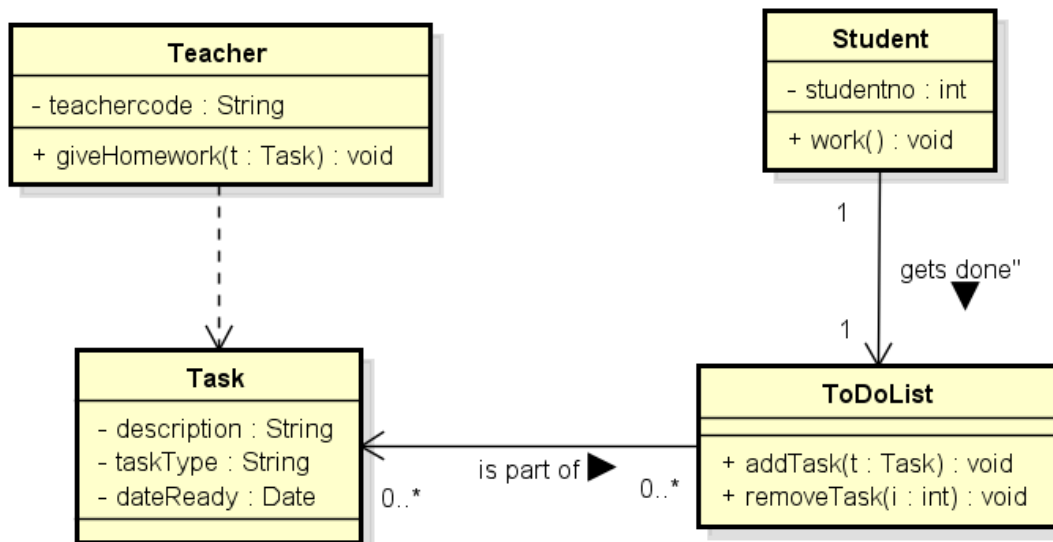 Teacher
- teachercode : String
+ giveHomework(t : Task) : void
Student
- studentno : int
+ work() : void
1
gets done"
1
Task
- description : String
- taskType : String
- dateReady : Date
0..*
is part of
0..*
ToDoList
+ addTask(t : Task) : void
+ removeTask(i : int) : void